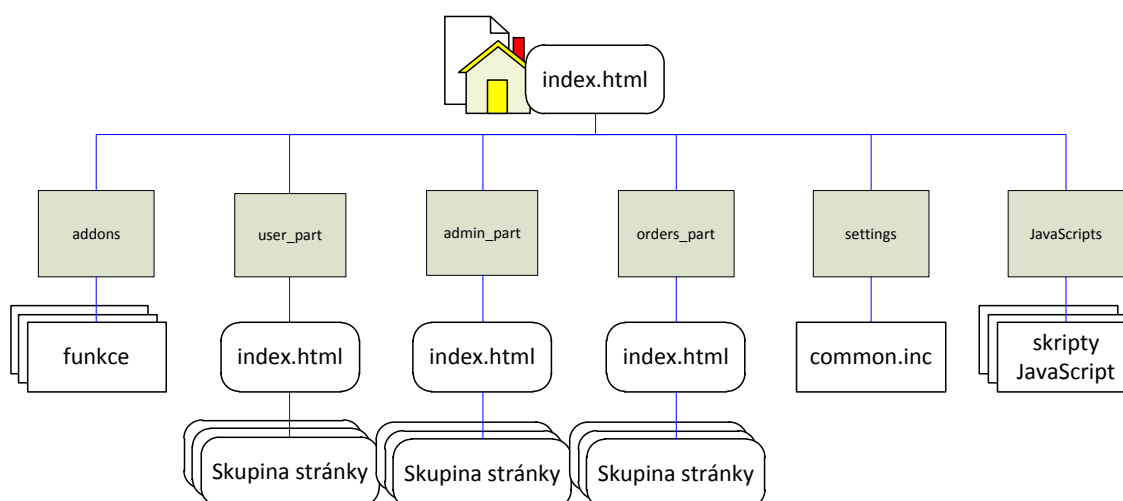 index.html
addons
user_part
admin_part
orders_part
settings
JavaScripts
funkce
index.html
index.html
index.html
common.inc
skripty
JavaScript
Skupina stránky
Skupina stránky
Skupina stránky